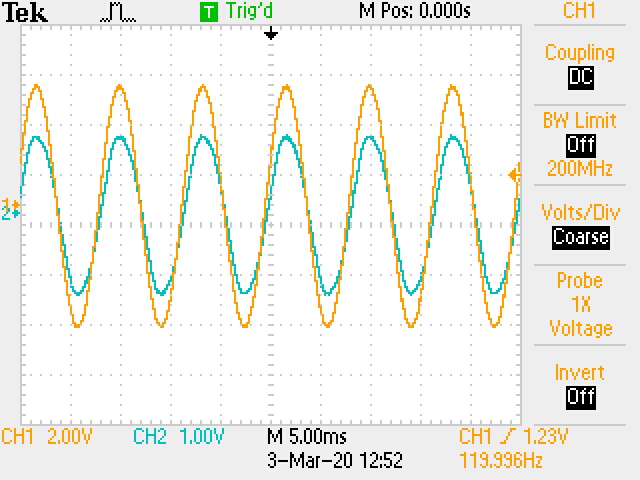 Tek T Trig'd M Pos: 0.000s CH1
Coupling
DC
BW Limit
Off
200MHz
Volts/Div
Coarse
Probe
1X
Voltage
Invert
Off
1
2
CH1 2.00V CH2 1.00V M 5.00ms CH1 / 1.23V
3-Mar-20 12:52 119.996Hz